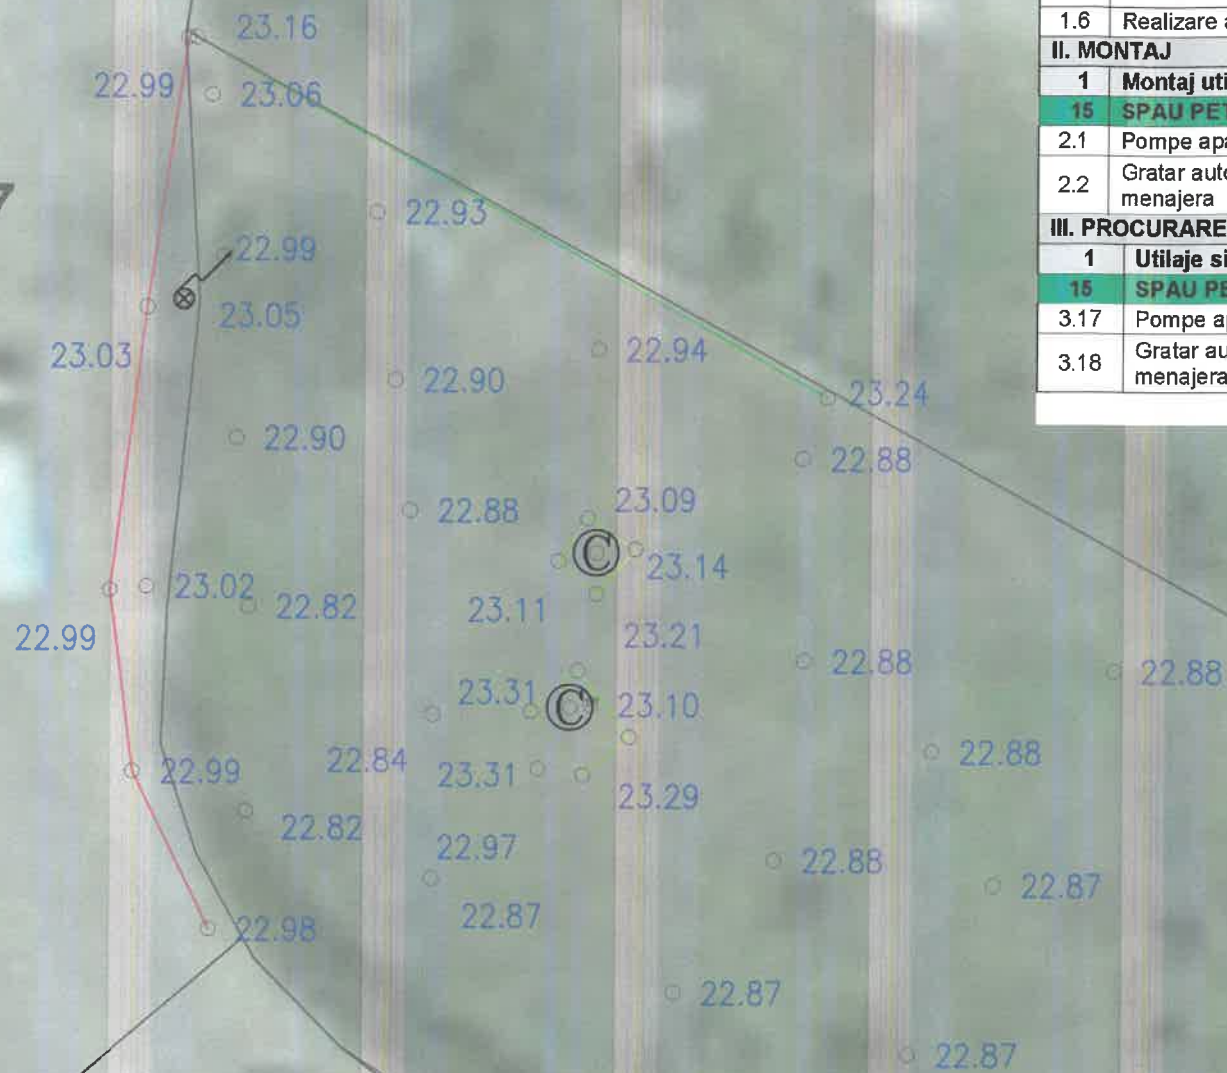 23.16
22.99
23.06
22.93
22.99
23.05
23.03
22.94
22.90
23.24
22.90
22.88
22.88
23.09
C
23.14
23.02
22.82
23.11
22.99
23.21
22.88
22.88
23.31
C
23.10
22.84
22.88
22.99
23.31
23.29
22.82
22.97
22.88
22.87
22.87
22.98
22.87
22.87
1.6 Realizare
II. MONTAJ
1 Montaj uti
15 SPAU PE
2.1 Pompe apa
2.2 Gratar auto
menajera
III. PROCURARE
1 Utilaje si
15 SPAU PE
3.17 Pompe a
3.18 Gratar au
menajera